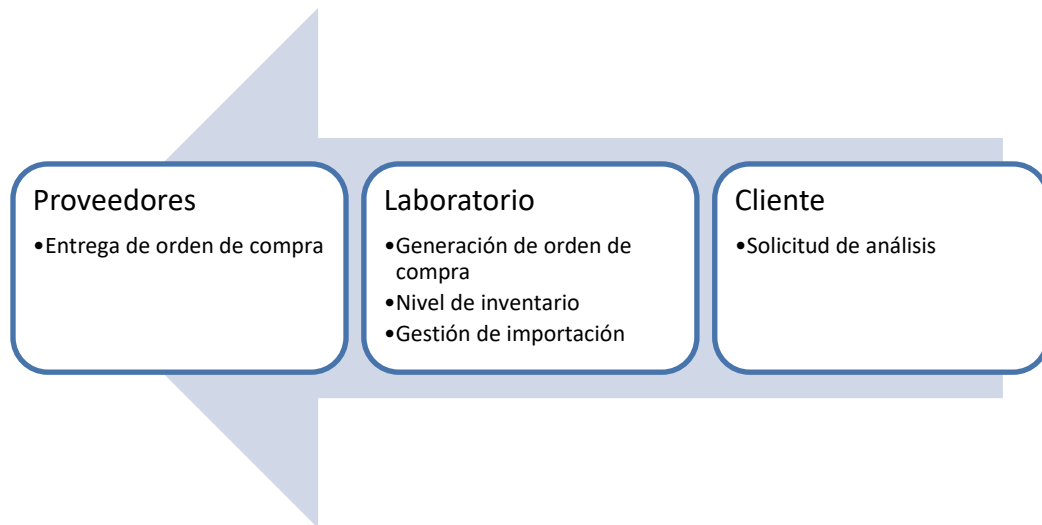 Proveedores
•Entrega de orden de compra
Laboratorio
•Generación de orden de
compra
•Nivel de inventario
•Gestión de importación
Cliente
•Solicitud de análisis